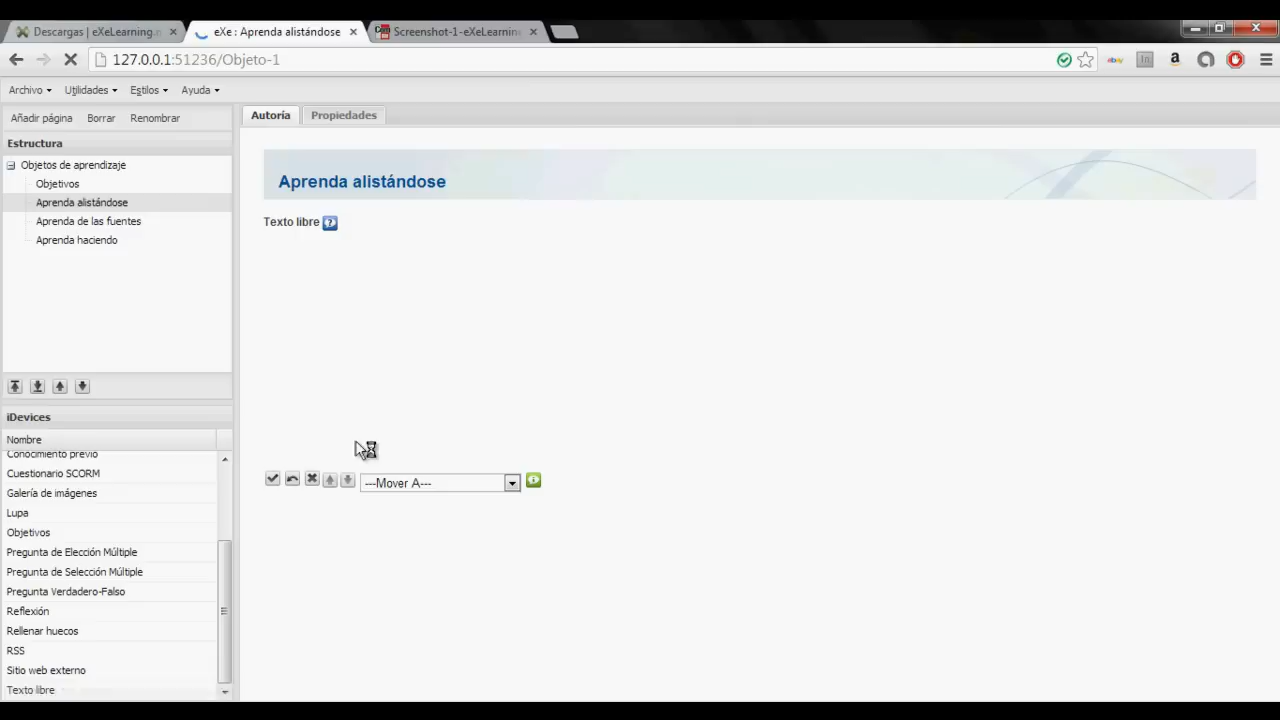 Descargas | eXeLearning.n
eXe : Aprenda alistándose
Screenshot-1-eXeLearning
127.0.0.1:51236/Objeto-1
Archivo
Utilidades
Estilos
Ayuda
Añadir página
Borrar
Renombrar
Autoría
Propiedades
Estructura
Objetos de aprendizaje
Objetivos
Aprenda alistándose
Aprenda de las fuentes
Aprenda haciendo
Aprenda alistándose
Texto libre
iDevices
Nombre
Conocimiento previo
Cuestionario SCORM
Galería de imágenes
Lupa
Objetivos
Pregunta de Elección Múltiple
Pregunta de Selección Múltiple
Pregunta Verdadero-Falso
Reflexión
Rellenar huecos
RSS
Sitio web externo
Texto libre
---Mover A---